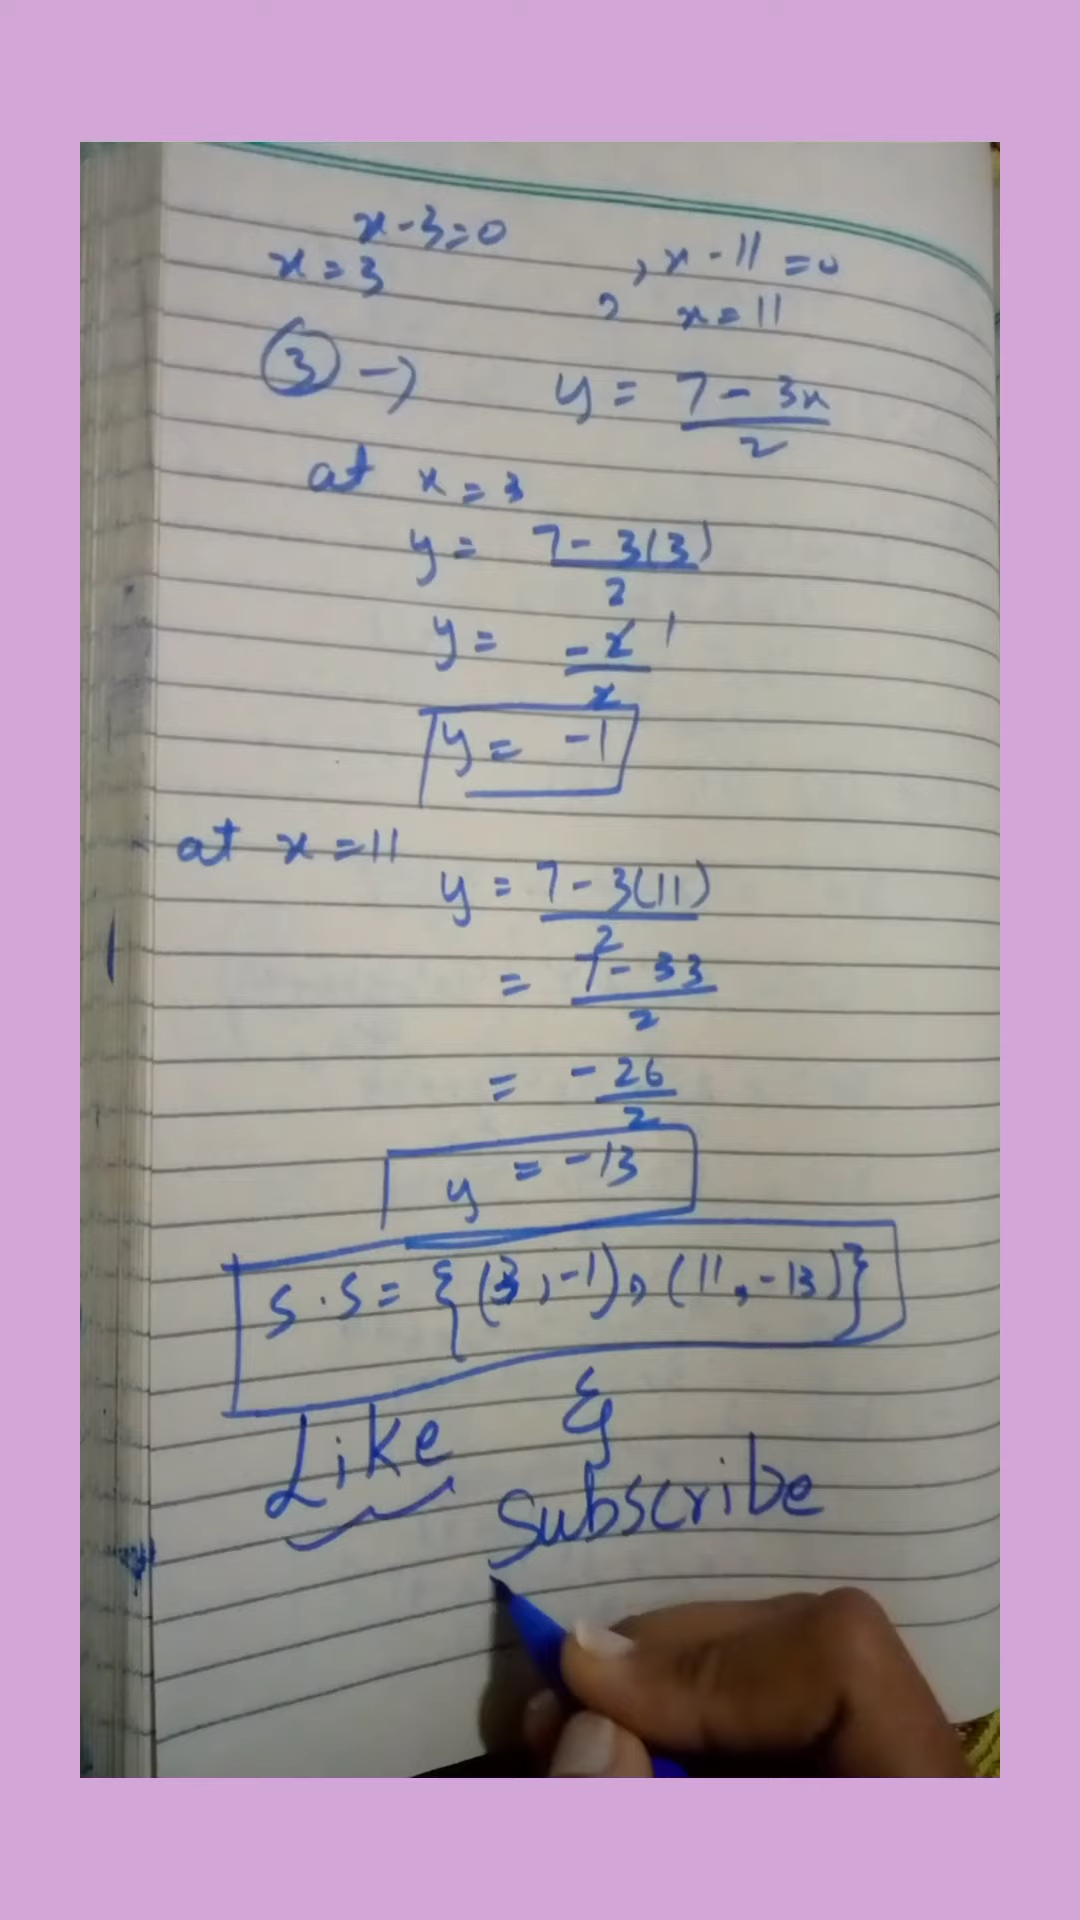 x-3=0 , x-11=0
x=3 , x=11
③ → y = 7-3x/2
at x=3
y = 7-3(3)/2
y = -2/2 1
y = -1
at x=11
y = 7-3(11)/2
= 7-33/2
= -26/2
y = -13
S.S = {(3,-1), (11,-13)}
Like &
Subscribe